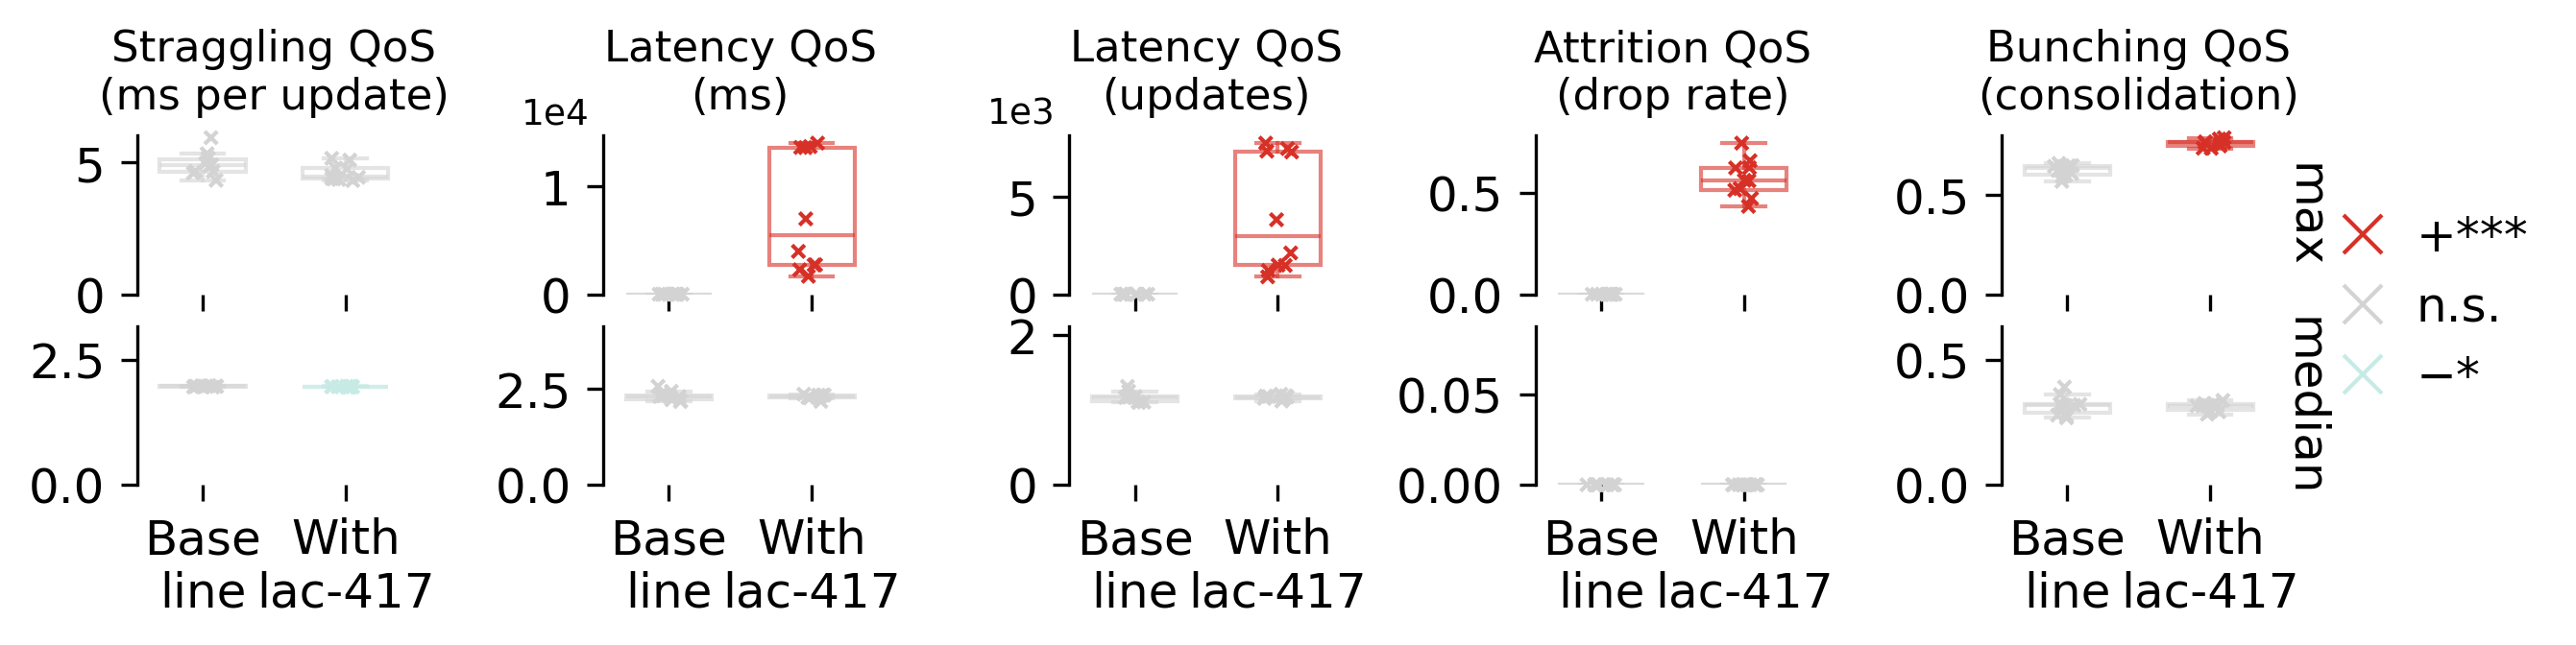 Straggling QoS
(ms per update)
Latency QoS
(ms)
Latency QoS
(updates)
Attrition QoS
(drop rate)
Bunching QoS
(consolidation)
5
0
1e4
1
0
1e3
5
0
0.5
0.0
0.5
0.0
max
2.5
0.0
2.5
0.0
2
0
0.05
0.00
0.5
0.0
median
Base
line
With
lac-417
Base
line
With
lac-417
Base
line
With
lac-417
Base
line
With
lac-417
Base
line
With
lac-417
+***
n.s.
−*